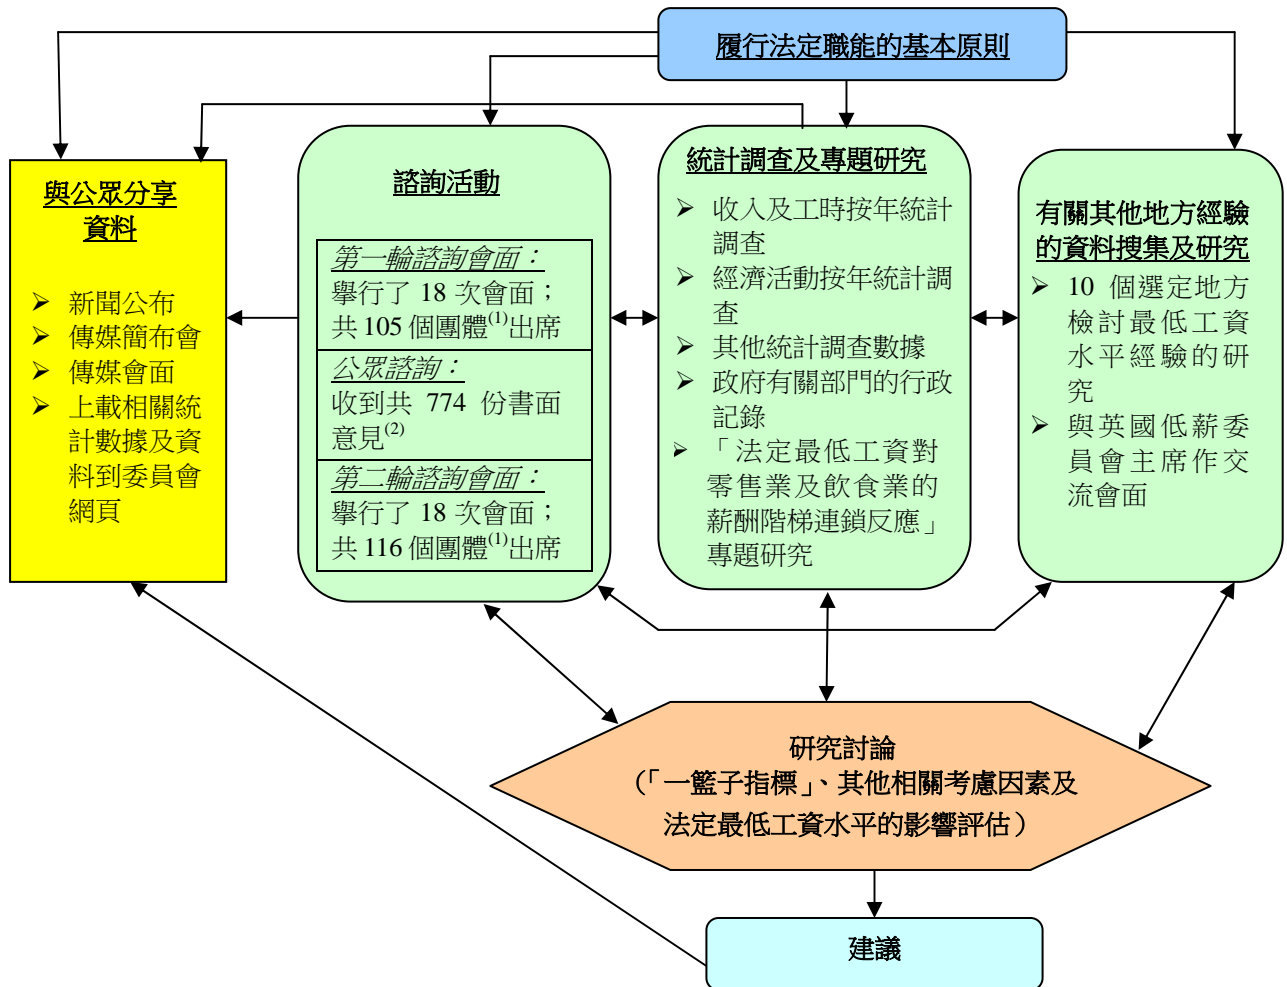 履行法定職能的基本原則
與公眾分享
資料
➢ 新聞公布
➢ 傳媒簡布會
➢ 傳媒會面
➢ 上載相關統
計數據及資
料到委員會
網頁
諮詢活動
第一輪諮詢會面：
舉行了 18 次會面；
共 105 個團體(1)出席
公眾諮詢：
收到共 774 份書面
意見(2)
第二輪諮詢會面：
舉行了 18 次會面；
共 116 個團體(1)出席
統計調查及專題研究
➢ 收入及工時按年統計
調查
➢ 經濟活動按年統計調
查
➢ 其他統計調查數據
➢ 政府有關部門的行政
記錄
➢ 「法定最低工資對
零售業及飲食業的
薪酬階梯連鎖反應」
專題研究
有關其他地方經驗
的資料搜集及研究
➢ 10 個選定地方
檢討最低工資
水平經驗的研
究
➢ 與英國低薪委
員會主席作交
流會面
研究討論
（「一籃子指標」、其他相關考慮因素及
法定最低工資水平的影響評估）
建議